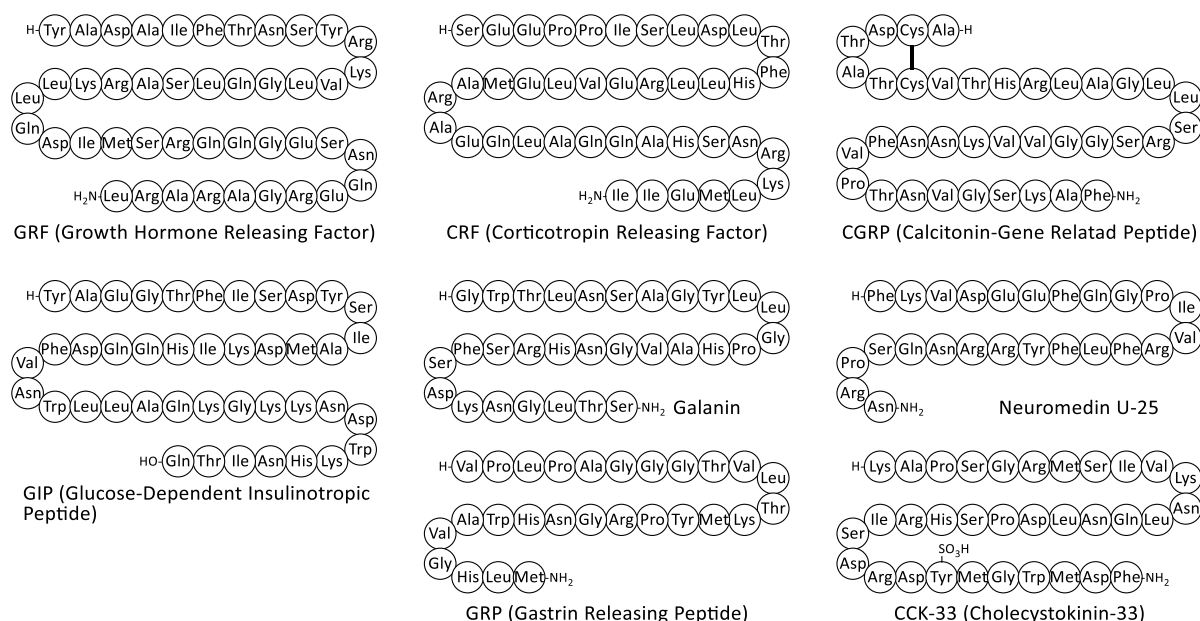 H-Tyr Ala Asp Ala Ile Phe Thr Asn Ser Tyr
Arg
Lys
Leu Lys Arg Ala Ser Leu Gln Gly Leu Val
Leu
Gln
Asp Ile Met Ser Arg Gln Gln Gly Glu Ser
Asn
Gln
H₂N-Leu Arg Ala Arg Ala Gly Arg Glu
GRF (Growth Hormone Releasing Factor)
H-Ser Glu Glu Pro Pro Ile Ser Leu Asp Leu
Thr
Phe
Ala Met Glu Leu Val Glu Arg Leu Leu His
Arg
Ala
Glu Gln Leu Ala Gln Gln Ala His Ser Asn
Arg
Lys
H₂N-Ile Ile Glu Met Leu
CRF (Corticotropin Releasing Factor)
Asp Cys Ala-H
Thr
Ala
Thr Cys Val Thr His Arg Leu Ala Gly Leu
Leu
Ser
Phe Asn Asn Lys Val Val Gly Gly Ser Arg
Val
Pro
Thr Asn Val Gly Ser Lys Ala Phe-NH₂
CGRP (Calcitonin-Gene Relatad Peptide)
H-Tyr Ala Glu Gly Thr Phe Ile Ser Asp Tyr
Ser
Ile
Phe Asp Gln Gln His Ile Lys Asp Met Ala
Val
Asn
Trp Leu Leu Ala Gln Lys Gly Lys Lys Asn
Asp
Trp
HO-Gln Thr Ile Asn His Lys
GIP (Glucose-Dependent Insulinotropic
Peptide)
H-Gly Trp Thr Leu Asn Ser Ala Gly Tyr Leu
Leu
Gly
Phe Ser Arg His Asn Gly Val Ala His Pro
Ser
Asp
Lys Asn Gly Leu Thr Ser-NH₂ Galanin
H-Phe Lys Val Asp Glu Glu Phe Gln Gly Pro
Ile
Val
Ser Gln Asn Arg Arg Tyr Phe Leu Phe Arg
Pro
Arg
Asn-NH₂ Neuromedin U-25
H-Val Pro Leu Pro Ala Gly Gly Gly Thr Val
Leu
Thr
Ala Trp His Asn Gly Arg Pro Tyr Met Lys
Val
Gly
His Leu Met-NH₂
GRP (Gastrin Releasing Peptide)
H-Lys Ala Pro Ser Gly Arg Met Ser Ile Val
Lys
Asn
Ile Arg His Ser Pro Asp Leu Asn Gln Leu
Ser
Asp
SO₃H
Arg Asp Tyr Met Gly Trp Met Asp Phe-NH₂
CCK-33 (Cholecystokinin-33)